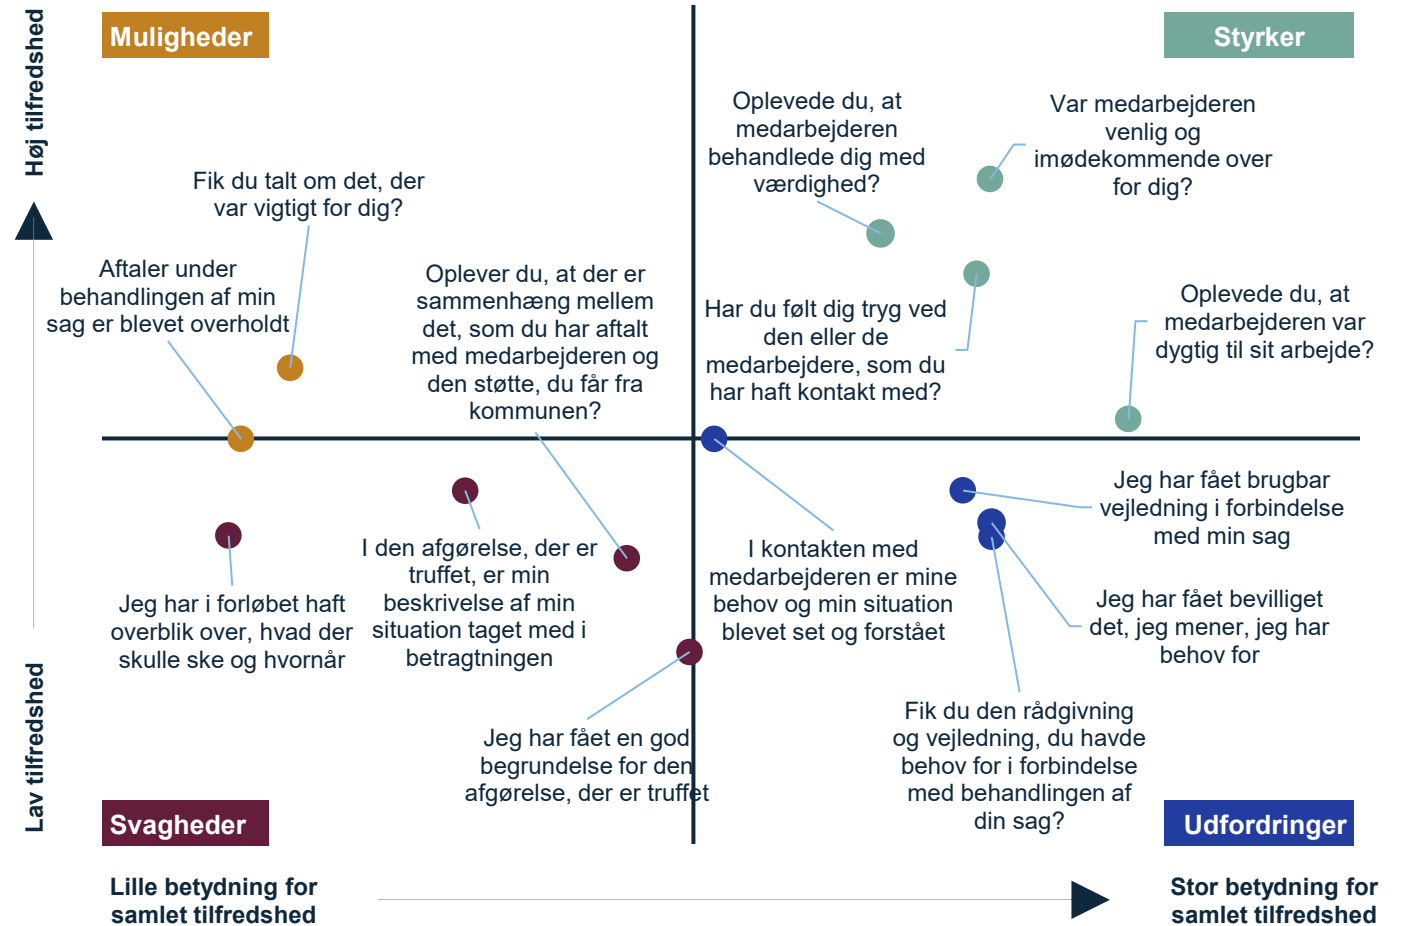 Høj tilfredshed
Muligheder
Styrker
Oplevede du, at
medarbejderen
behandlede dig med
værdighed?
Var medarbejderen
venlig og
imødekommende over
for dig?
Fik du talt om det, der
var vigtigt for dig?
Aftaler under
behandlingen af min
sag er blevet overholdt
Oplever du, at der er
sammenhæng mellem
det, som du har aftalt
med medarbejderen og
den støtte, du får fra
kommunen?
Har du følt dig tryg ved
den eller de
medarbejdere, som du
har haft kontakt med?
Oplevede du, at
medarbejderen var
dygtig til sit arbejde?
Jeg har i forløbet haft
overblik over, hvad der
skulle ske og hvornår
I den afgørelse, der er
truffet, er min
beskrivelse af min
situation taget med i
betragtningen
I kontakten med
medarbejderen er mine
behov og min situation
blevet set og forstået
Jeg har fået brugbar
vejledning i forbindelse
med min sag
Jeg har fået bevilliget
det, jeg mener, jeg har
behov for
Jeg har fået en god
begrundelse for den
afgørelse, der er truffet
Fik du den rådgivning
og vejledning, du havde
behov for i forbindelse
med behandlingen af
din sag?
Lav tilfredshed
Svagheder
Udfordringer
Lille betydning for
samlet tilfredshed
Stor betydning for
samlet tilfredshed